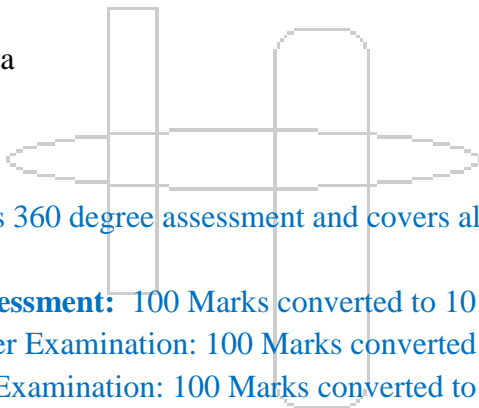 a
s 360 degree assessment and covers al
essment: 100 Marks converted to 10
er Examination: 100 Marks converted
Examination: 100 Marks converted to